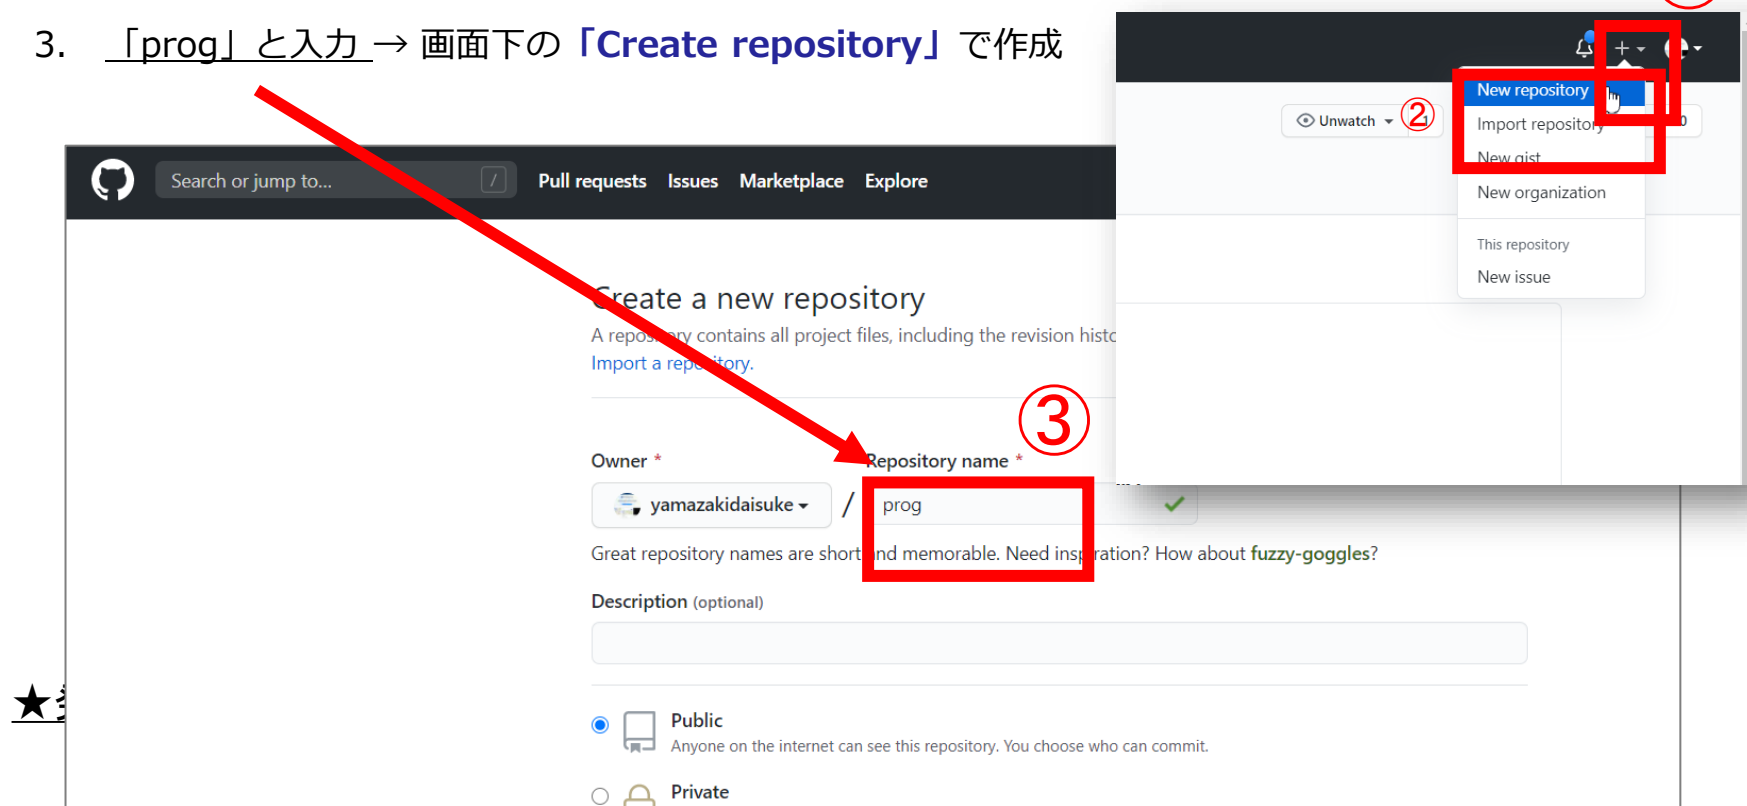 3. 「prog」と入力 → 画面下の「Create repository」で作成
②
Unwatch
New repository
Import repository
New gist
New organization
This repository
New issue
0
Search or jump to... /
Pull requests Issues Marketplace Explore
Create a new repository
A repository contains all project files, including the revision
Import a repository.
③
Owner * Repository name *
yamazakidaisuke / prog
Great repository names are short and memorable. Need inspiration? How about fuzzy-goggles?
Description (optional)
★
Public
Anyone on the internet can see this repository. You choose who can commit.
Private